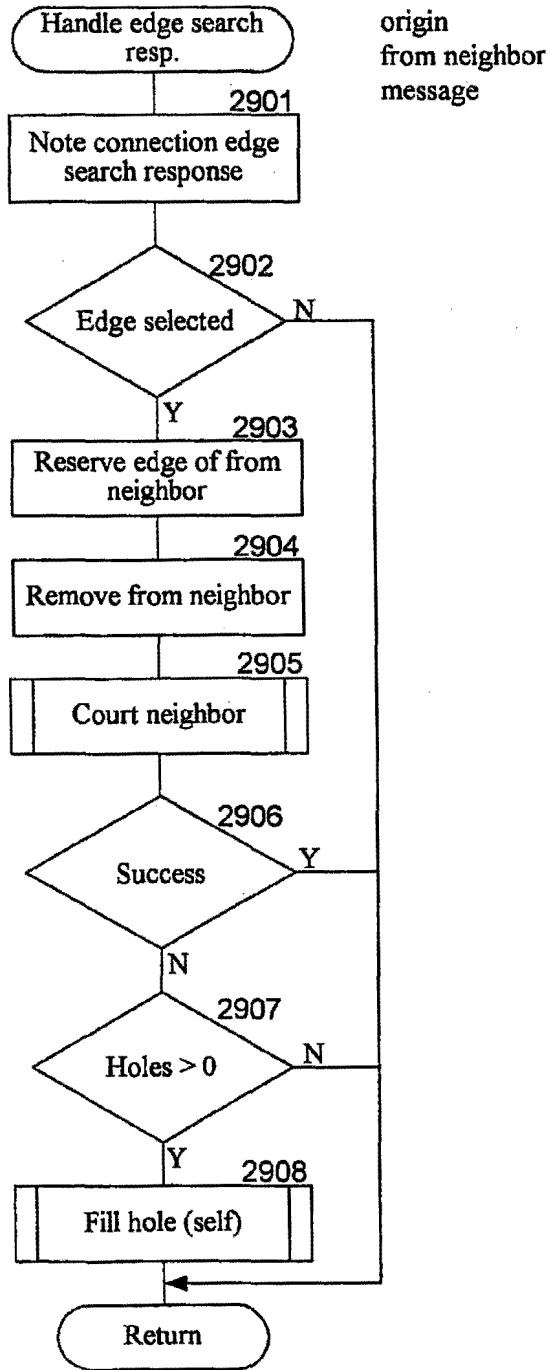 Handle edge search
resp.
origin
from neighbor
message
2901
Note connection edge
search response
2902
Edge selected
N
Y
2903
Reserve edge of from
neighbor
2904
Remove from neighbor
2905
Court neighbor
2906
Success
Y
N
2907
Holes > 0
N
Y
2908
Fill hole (self)
Return